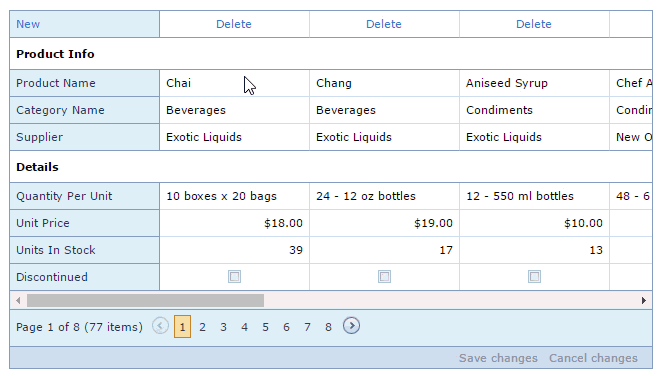 New Delete Delete Delete
Product Info
Product Name Chai Chang Aniseed Syrup Chef A
Category Name Beverages Beverages Condiments Condin
Supplier Exotic Liquids Exotic Liquids Exotic Liquids New O
Details
Quantity Per Unit 10 boxes x 20 bags 24 - 12 oz bottles 12 - 550 ml bottles 48 - 6
Unit Price $18.00 $19.00 $10.00
Units In Stock 39 17 13
Discontinued
Page 1 of 8 (77 items) 1 2 3 4 5 6 7 8
Save changes Cancel changes